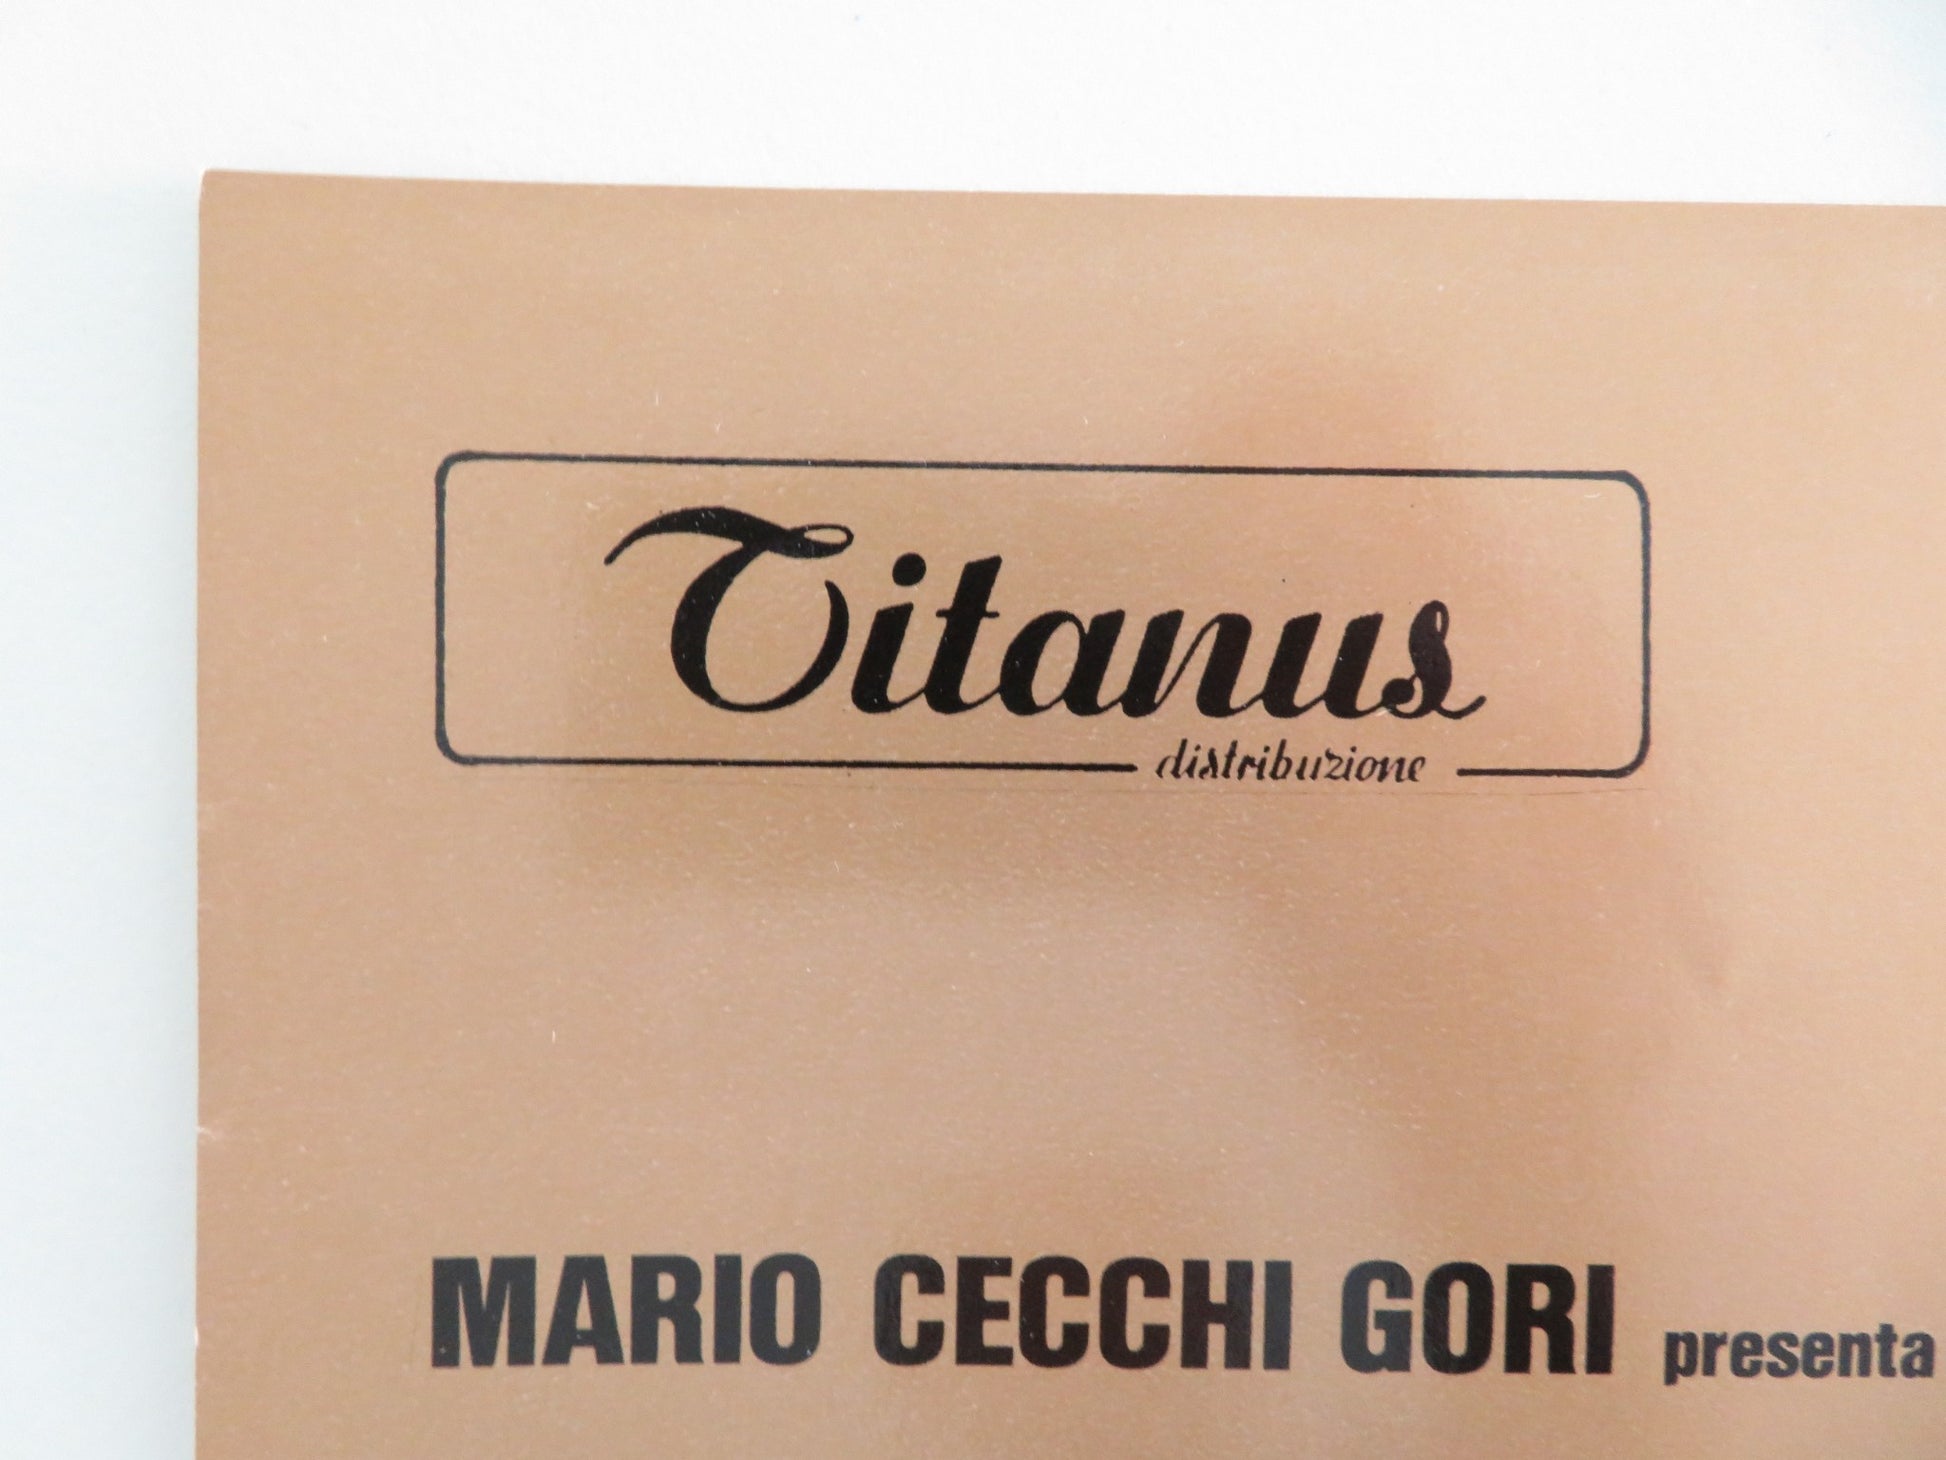 Titanus
distribuzione
MARIO CECCHI GORI presenta